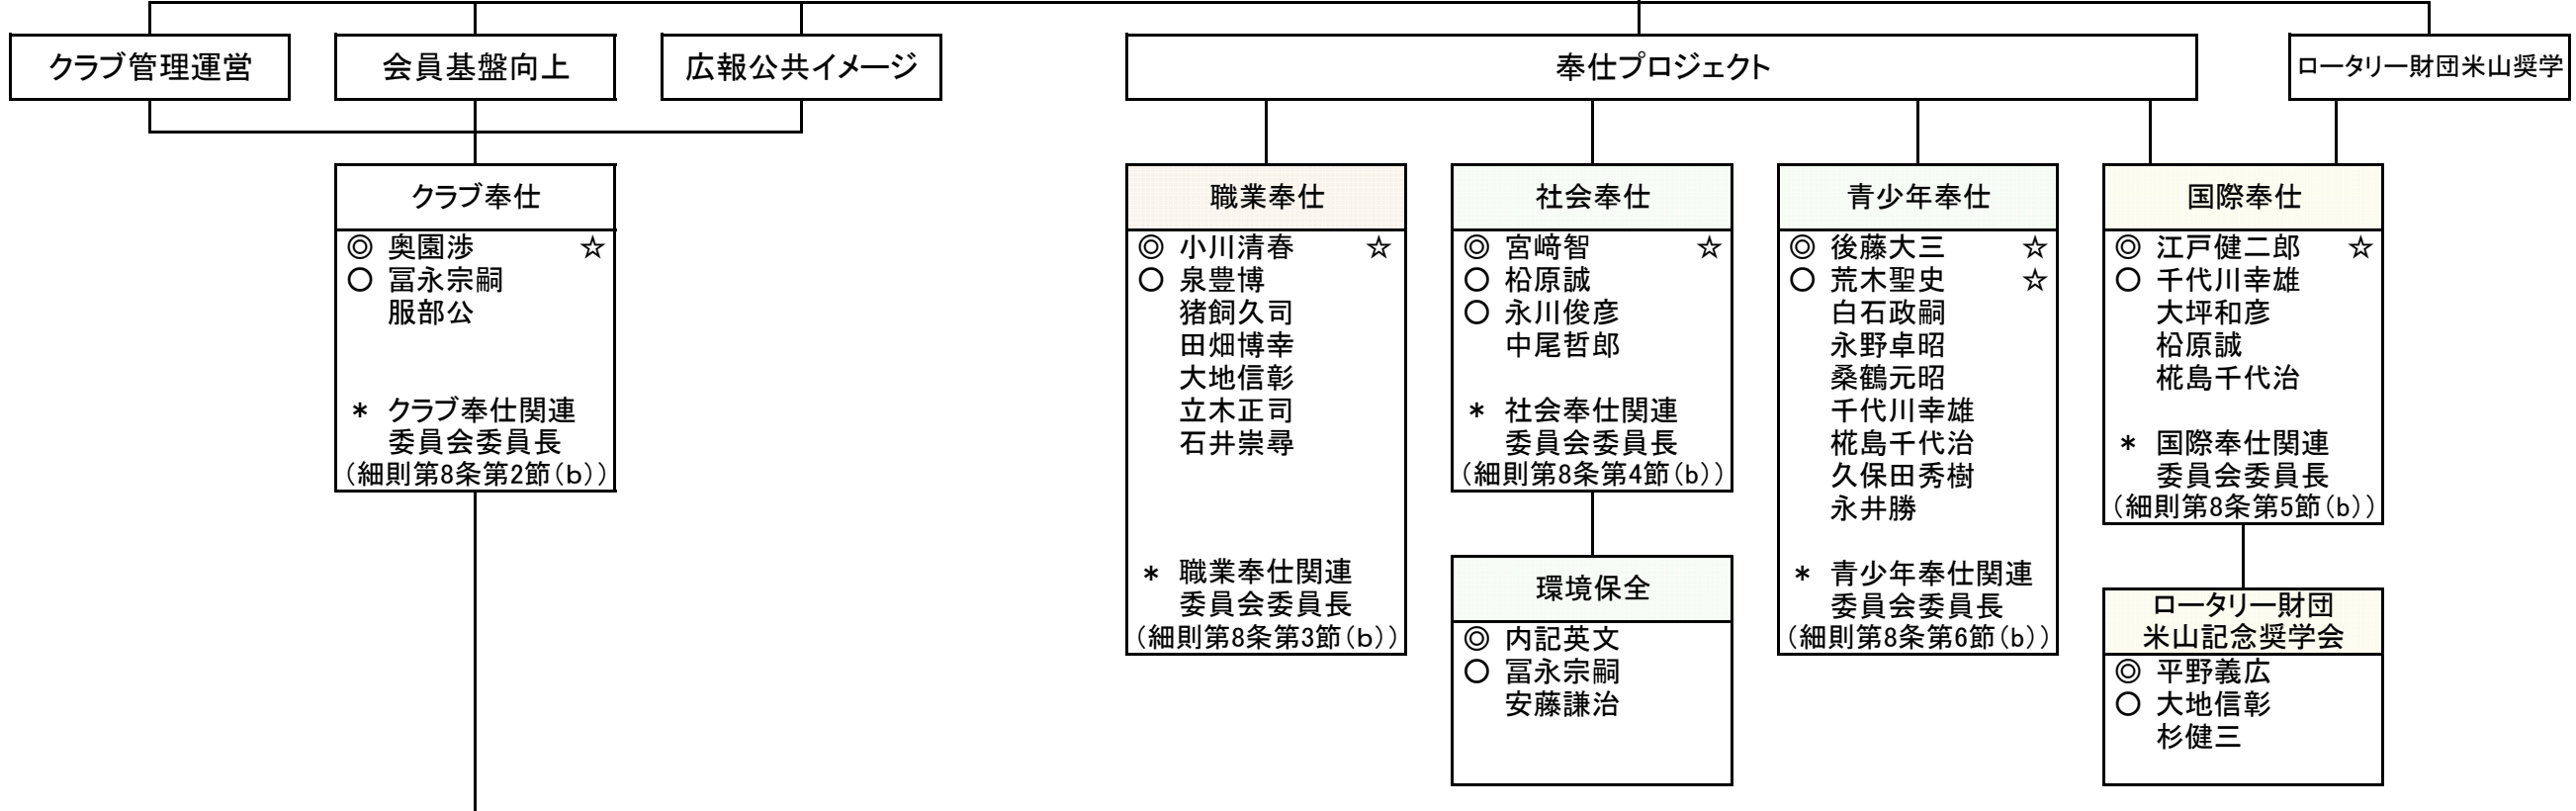 クラブ管理運営
会員基盤向上
広報公共イメージ
奉仕プロジェクト
ロータリー財団米山奨学
クラブ奉仕
◎ 奥園渉 ☆
○ 冨永宗嗣
服部公
* クラブ奉仕関連
委員会委員長
(細則第8条第2節(b))
職業奉仕
◎ 小川清春 ☆
○ 泉豊博
猪飼久司
田畑博幸
大地信彰
立木正司
石井崇尋
* 職業奉仕関連
委員会委員長
(細則第8条第3節(b))
社会奉仕
◎ 宮﨑智 ☆
○ 枩原誠
○ 永川俊彦
中尾哲郎
* 社会奉仕関連
委員会委員長
(細則第8条第4節(b))
環境保全
◎ 内記英文
○ 冨永宗嗣
安藤謙治
青少年奉仕
◎ 後藤大三 ☆
○ 荒木聖史 ☆
白石政嗣
永野卓昭
桑鶴元昭
千代川幸雄
椛島千代治
久保田秀樹
永井勝
* 青少年奉仕関連
委員会委員長
(細則第8条第6節(b))
国際奉仕
◎ 江戸健二郎 ☆
○ 千代川幸雄
大坪和彦
枩原誠
椛島千代治
* 国際奉仕関連
委員会委員長
(細則第8条第5節(b))
ロータリー財団
米山記念奨学会
◎ 平野義広
○ 大地信彰
杉健三